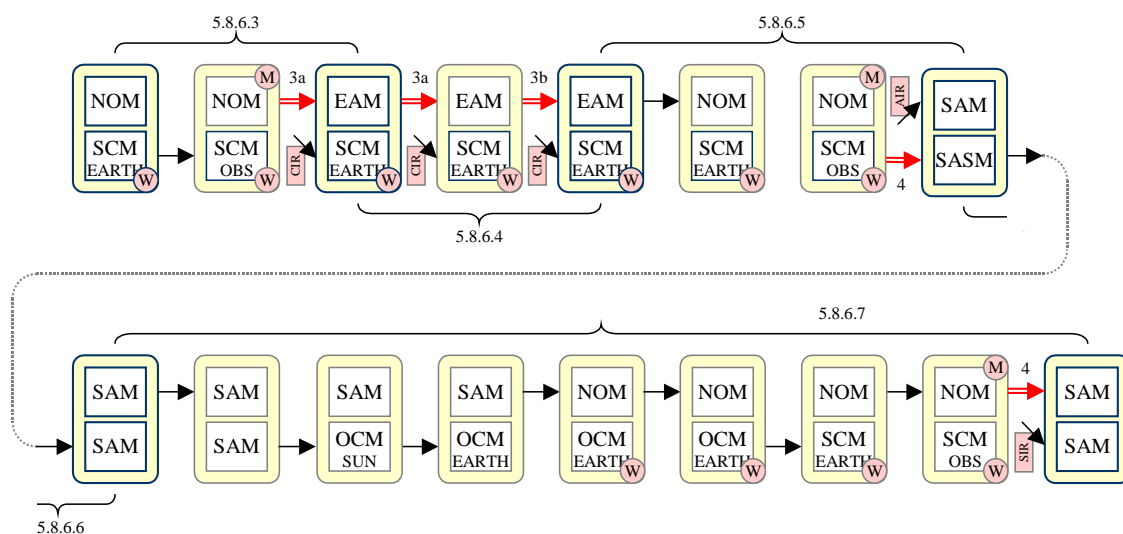 5.8.6.3
5.8.6.5
3a
3a
3b
M
M
NOM
NOM
EAM
EAM
EAM
NOM
NOM
AIR
SAM
SCM
EARTH
W
SCM
OBS
W
CIR
SCM
EARTH
W
CIR
SCM
EARTH
W
CIR
SCM
EARTH
W
SCM
EARTH
W
SCM
OBS
W
4
SASM
5.8.6.4
5.8.6.7
M
4
SAM
SAM
SAM
SAM
NOM
NOM
NOM
NOM
SAM
SAM
SAM
OCM
SUN
OCM
EARTH
OCM
EARTH
W
OCM
EARTH
W
SCM
EARTH
W
SCM
OBS
W
SIR
SAM
5.8.6.6